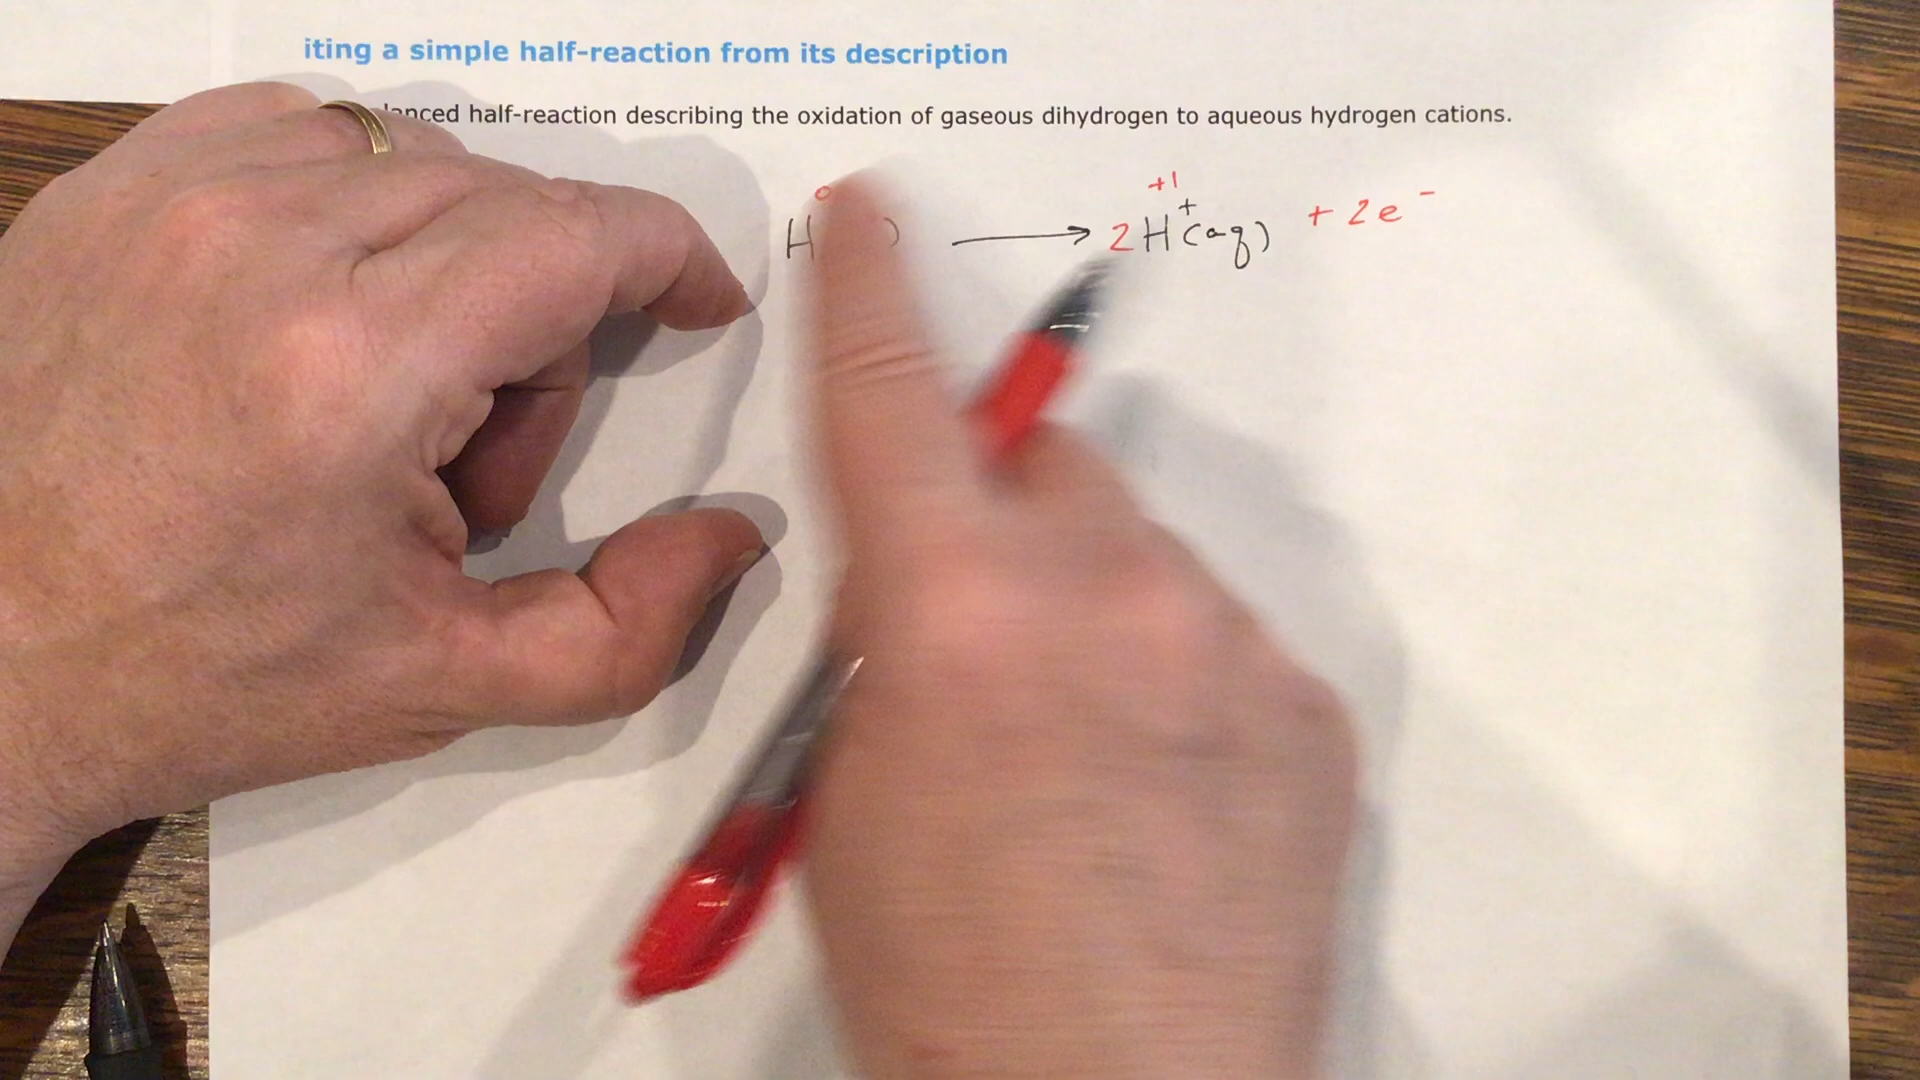 iting a simple half-reaction from its description
anced half-reaction describing the oxidation of gaseous dihydrogen to aqueous hydrogen cations.
0 +1
H ) → 2H⁺(aq) + 2e⁻